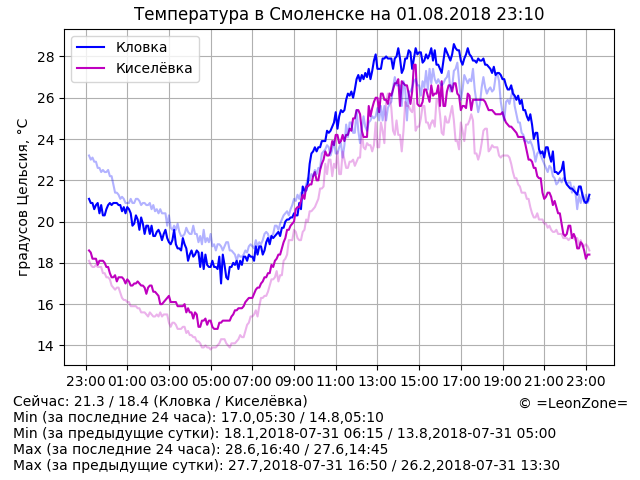 Температура в Смоленске на 01.08.2018 23:10
Кловка
Киселёвка
градусов Цельсия, °C
28
26
24
22
20
18
16
14
23:00 01:00 03:00 05:00 07:00 09:00 11:00 13:00 15:00 17:00 19:00 21:00 23:00
Сейчас: 21.3 / 18.4 (Кловка / Киселёвка)
© =LeonZone=
Min (за последние 24 часа): 17.0,05:30 / 14.8,05:10
Min (за предыдущие сутки): 18.1,2018-07-31 06:15 / 13.8,2018-07-31 05:00
Max (за последние 24 часа): 28.6,16:40 / 27.6,14:45
Max (за предыдущие сутки): 27.7,2018-07-31 16:50 / 26.2,2018-07-31 13:30